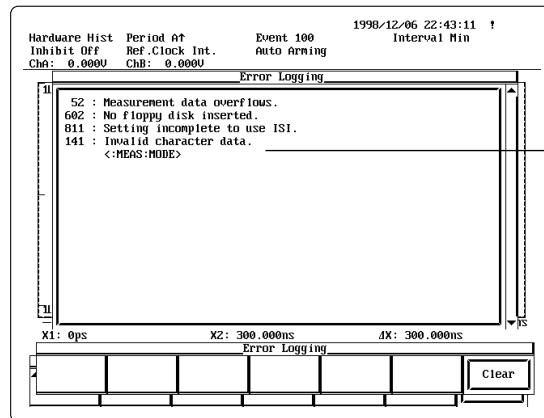 1998/12/06 22:43:11 !
Hardware Hist Period A↑ Event 100 Interval Min
Inhibit Off Ref.Clock Int. Auto Arming
ChA: 0.000V ChB: 0.000V
Error Logging
52 : Measurement data overflows.
602 : No floppy disk inserted.
811 : Setting incomplete to use ISI.
141 : Invalid character data.
<:MEAS:MODE>
X1: 0ps X2: 300.000ns ΔX: 300.000ns
Error Logging
Clear